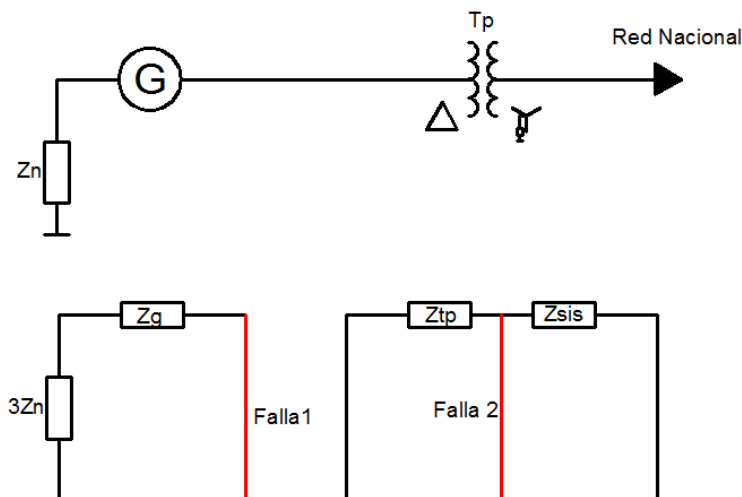 Tp
Red Nacional
G
Zn
Zg
Ztp
Zsis
3Zn
Falla1
Falla 2